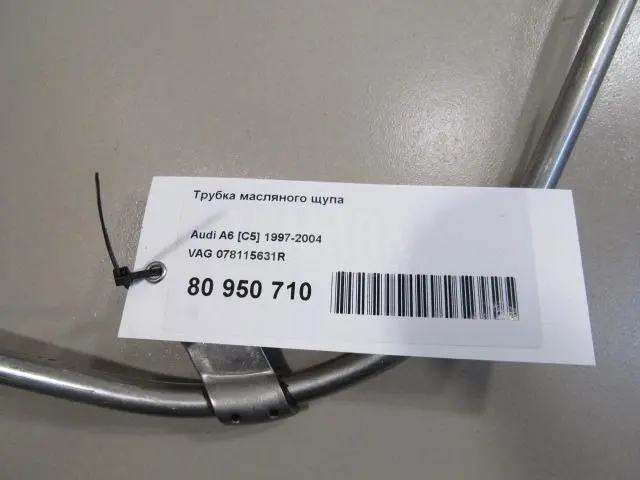 Трубка масляного щупа
Audi A6 [C5] 1997-2004
VAG 078115631R
80 950 710